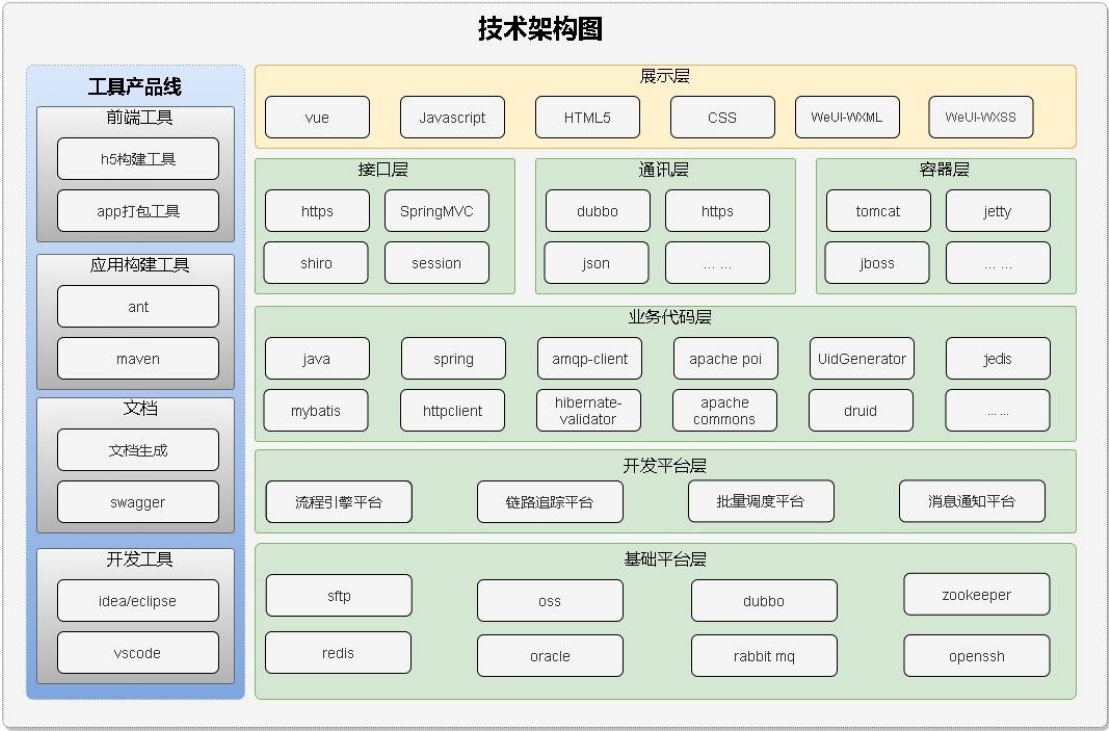 技术架构图
工具产品线
前端工具
h5构建工具
app打包工具
应用构建工具
ant
maven
文档
文档生成
swagger
开发工具
idea/eclipse
vscode
展示层
vue
Javascript
HTML5
CSS
WeUI-WXML
WeUI-WXSS
接口层
https
SpringMVC
shiro
session
通讯层
dubbo
https
json
... ...
容器层
tomcat
jetty
jboss
... ...
业务代码层
java
spring
amqp-client
apache poi
UidGenerator
jedis
mybatis
httpclient
hibernate-
validator
apache
commons
druid
... ...
开发平台层
流程引擎平台
链路追踪平台
批量调度平台
消息通知平台
基础平台层
sftp
oss
dubbo
zookeeper
redis
oracle
rabbit mq
openssh